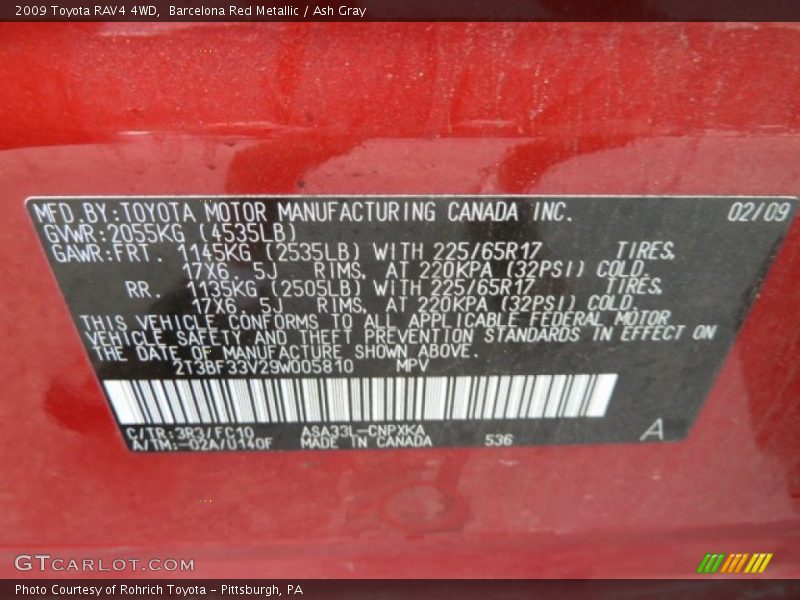 2009 Toyota RAV4 4WD,  Barcelona Red Metallic / Ash Gray
MFD.BY:TOYOTA MOTOR MANUFACTURING CANADA INC. 02/09
GVWR:2055KG (4535LB)
GAWR:FRT. 1145KG (2535LB) WITH 225/65R17 TIRES,
17X6.5J RIMS, AT 220KPA (32PSI) COLD.
RR. 1135KG (2505LB) WITH 225/65R17 TIRES,
17X6.5J RIMS, AT 220KPA (32PSI) COLD.
THIS VEHICLE CONFORMS TO ALL APPLICABLE FEDERAL MOTOR
VEHICLE SAFETY AND THEFT PREVENTION STANDARDS IN EFFECT ON
THE DATE OF MANUFACTURE SHOWN ABOVE.
2T3BF33V29W005810 MPV
C/TR:3R3/FC10 ASA33L-CNPXKA
A/TM:-02A/U140F MADE IN CANADA 536 A
GTCARLOT.COM
Photo Courtesy of Rohrich Toyota - Pittsburgh, PA